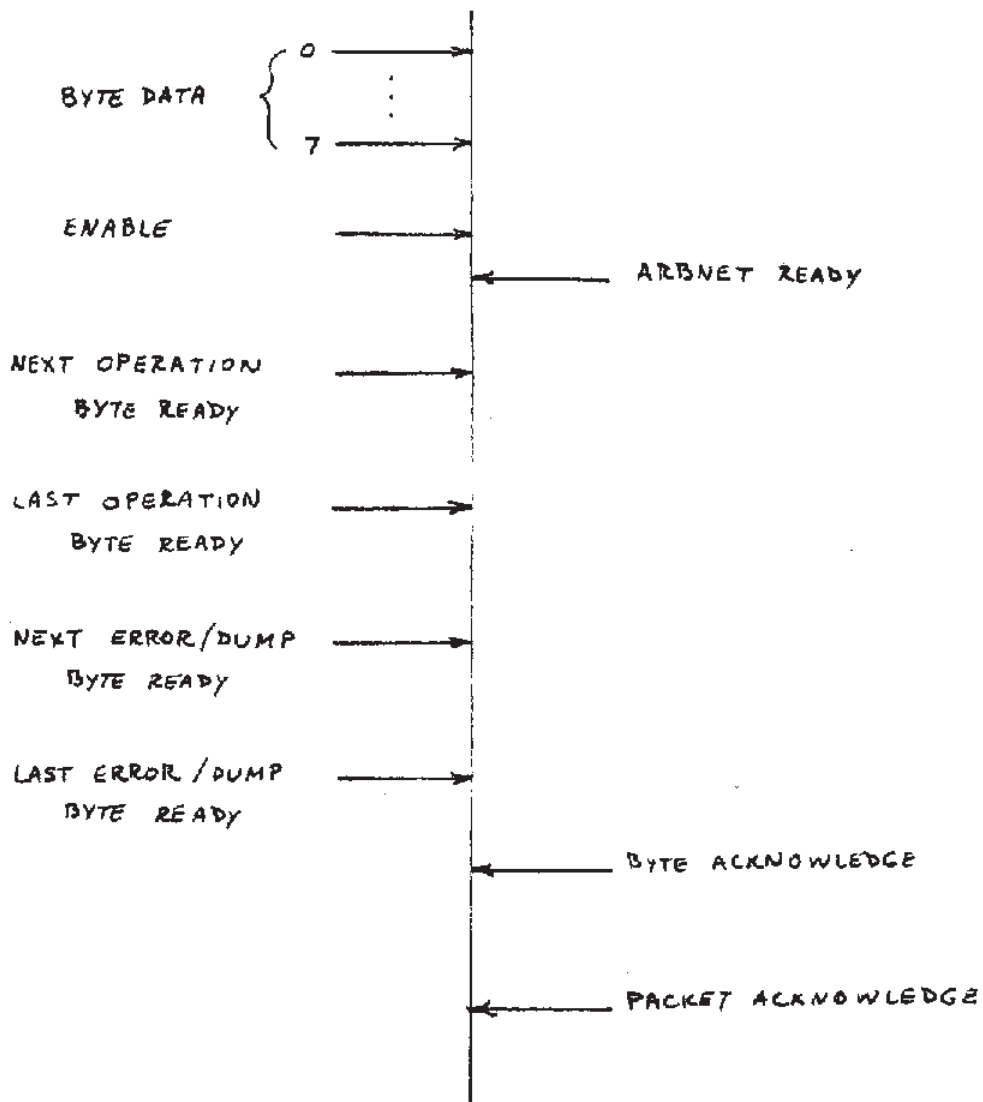 0
BYTE DATA
7
ENABLE
ARBNET READY
NEXT OPERATION
BYTE READY
LAST OPERATION
BYTE READY
NEXT ERROR/DUMP
BYTE READY
LAST ERROR/DUMP
BYTE READY
BYTE ACKNOWLEDGE
PACKET ACKNOWLEDGE